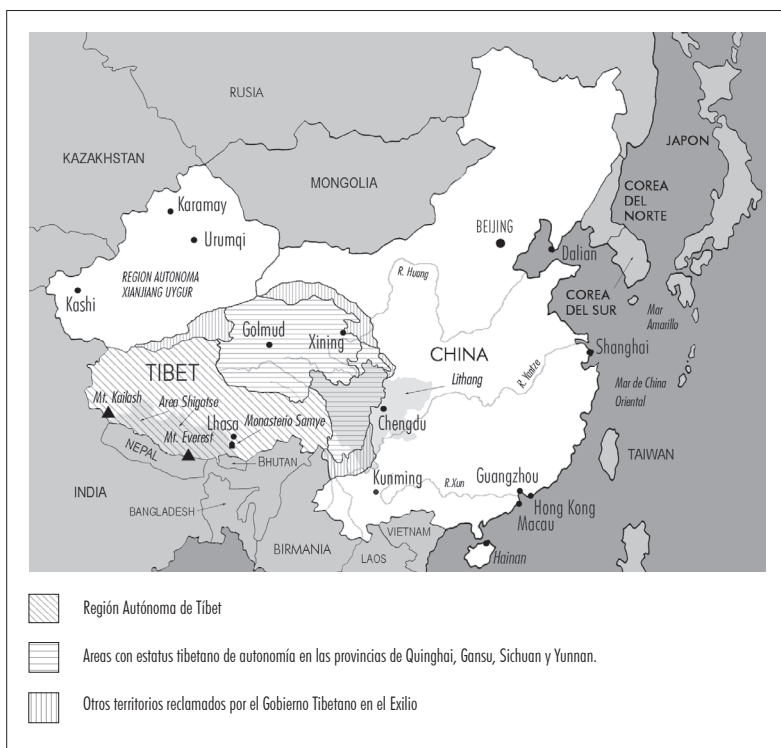 RUSIA
KAZAKHSTAN
MONGOLIA
JAPON
COREA
DEL
NORTE
Karamay
Urumqi
BEIJING
Dalian
REGION AUTONOMA
XIANJIANG UYGUR
R. Huang
Kashi
COREA
DEL SUR
Mar
Amarillo
Golmud
Xining
CHINA
Shanghai
TIBET
Lithang
R. Yantze
Mar de China
Oriental
Mt. Kailash
Area Shigatse
Lhasa
Monasterio Samye
Chengdu
Mt. Everest
NEPAL
BHUTAN
TAIWAN
Kunming
R.Xun
Guangzhou
INDIA
Hong Kong
Macau
BANGLADESH
BIRMANIA
VIETNAM
LAOS
Hainan
Región Autónoma de Tíbet
Areas con estatus tibetano de autonomía en las provincias de Quinghai, Gansu, Sichuan y Yunnan.
Otros territorios reclamados por el Gobierno Tibetano en el Exilio